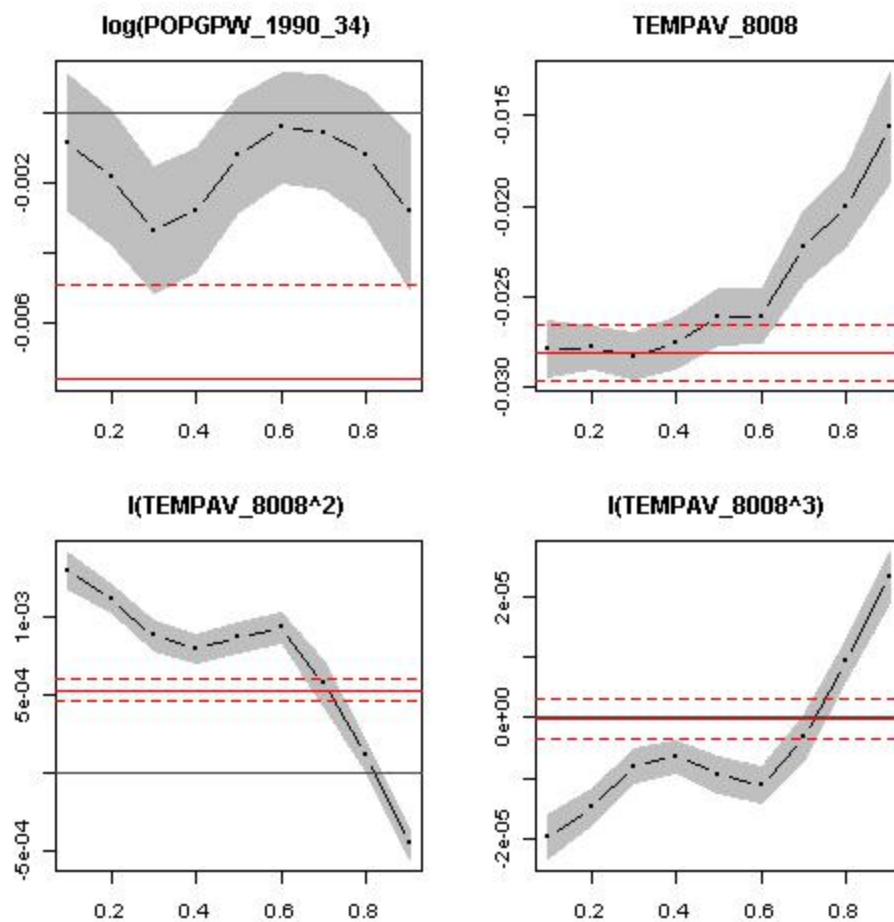 log(POPGPW_1990_34)
-0.002
-0.006
0.2 0.4 0.6 0.8
TEMPAV_8008
-0.015
-0.020
-0.025
-0.030
0.2 0.4 0.6 0.8
I(TEMPAV_8008^2)
1e-03
5e-04
-5e-04
0.2 0.4 0.6 0.8
I(TEMPAV_8008^3)
2e-05
0e+00
-2e-05
0.2 0.4 0.6 0.8